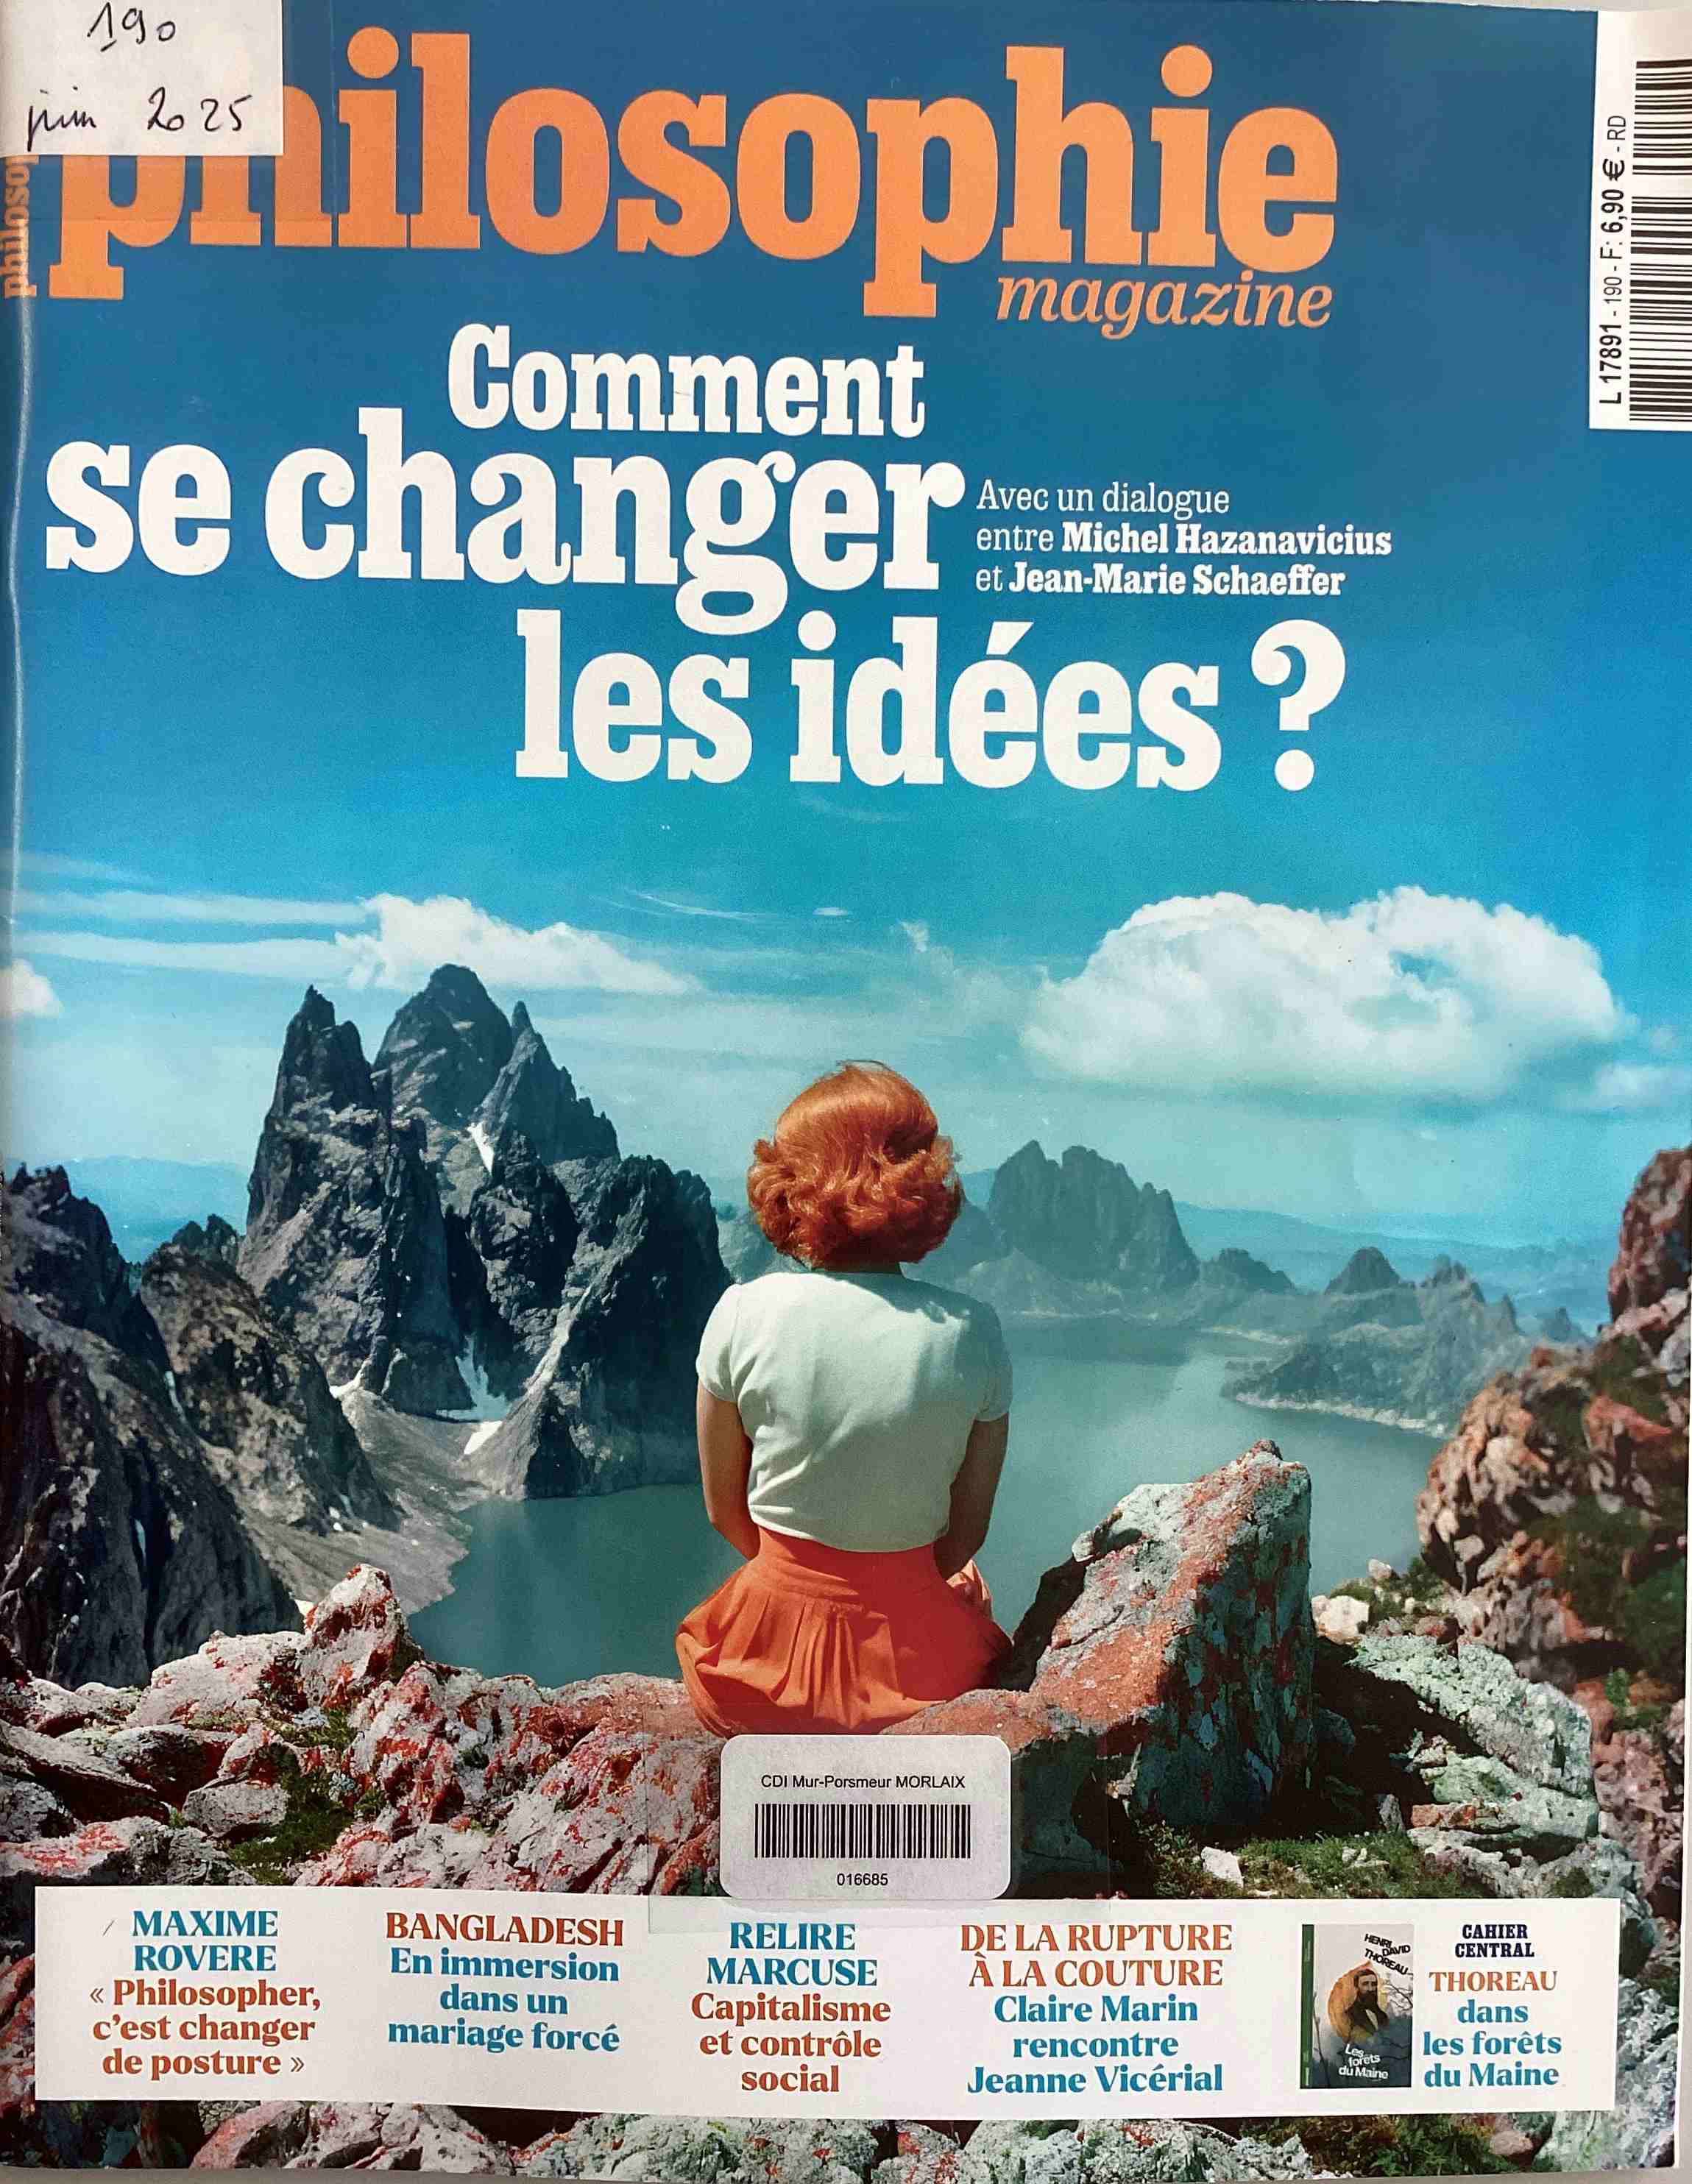 190
juin 2025
philosophie
magazine
L 17891 - 190 - F: 6,90 € - RD
Comment
se changer
les idées ?
Avec un dialogue
entre Michel Hazanavicius
et Jean-Marie Schaeffer
CDI Mur-Porsmeur MORLAIX
016685
MAXIME
ROVERE
« Philosopher,
c'est changer
de posture »
BANGLADESH
En immersion
dans un
mariage forcé
RELIRE
MARCUSE
Capitalisme
et contrôle
social
DE LA RUPTURE
À LA COUTURE
Claire Marin
rencontre
Jeanne Vicérial
HENRI
DAVID
THOREAU
Les
forêts
du Maine
CAHIER
CENTRAL
THOREAU
dans
les forêts
du Maine